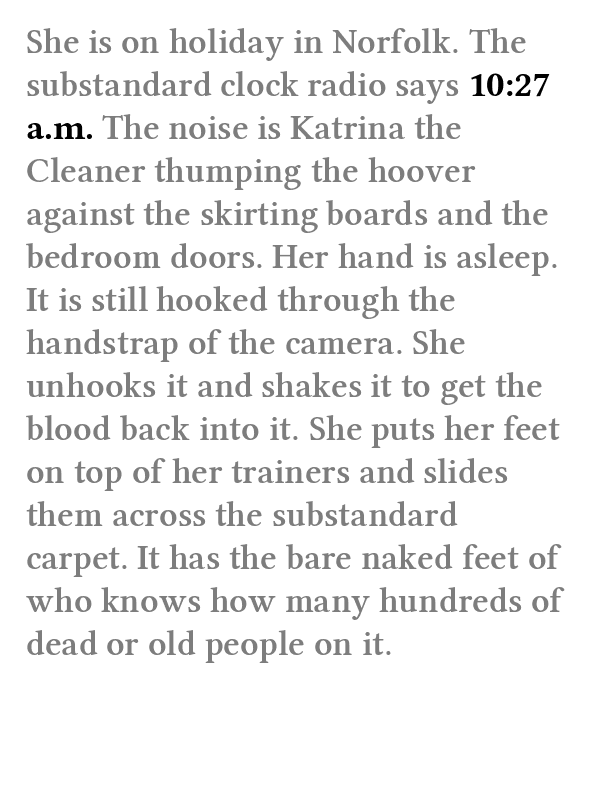 She is on holiday in Norfolk. The
substandard clock radio says 10:27
a.m. The noise is Katrina the
Cleaner thumping the hoover
against the skirting boards and the
bedroom doors. Her hand is asleep.
It is still hooked through the
handstrap of the camera. She
unhooks it and shakes it to get the
blood back into it. She puts her feet
on top of her trainers and slides
them across the substandard
carpet. It has the bare naked feet of
who knows how many hundreds of
dead or old people on it.